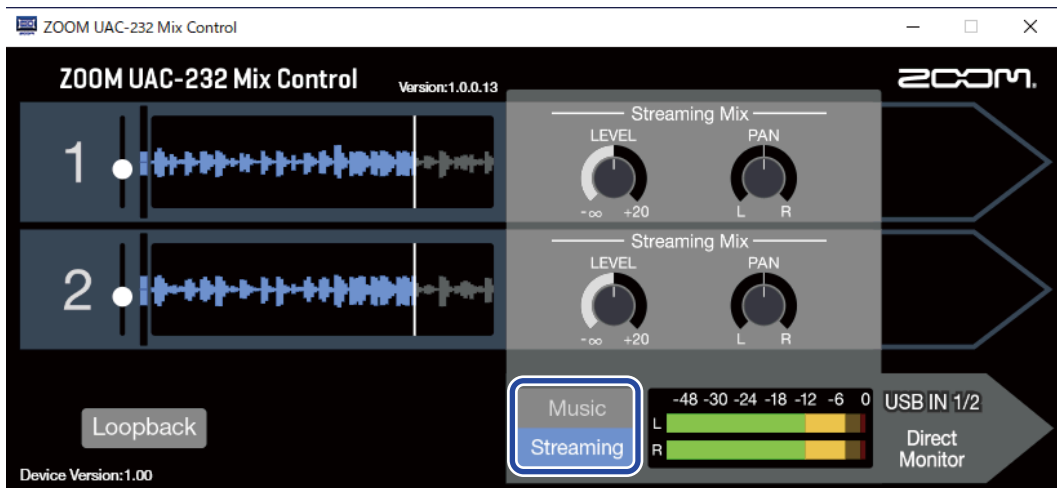 ZOOM UAC-232 Mix Control
ZOOM UAC-232 Mix Control
Version:1.0.0.13
ZOOM
1
Streaming Mix
LEVEL PAN
-∞ +20 L R
2
Streaming Mix
LEVEL PAN
-∞ +20 L R
Loopback
Music
Streaming
-48 -30 -24 -18 -12 -6 0
L
R
USB IN 1/2
Direct
Monitor
Device Version:1.00